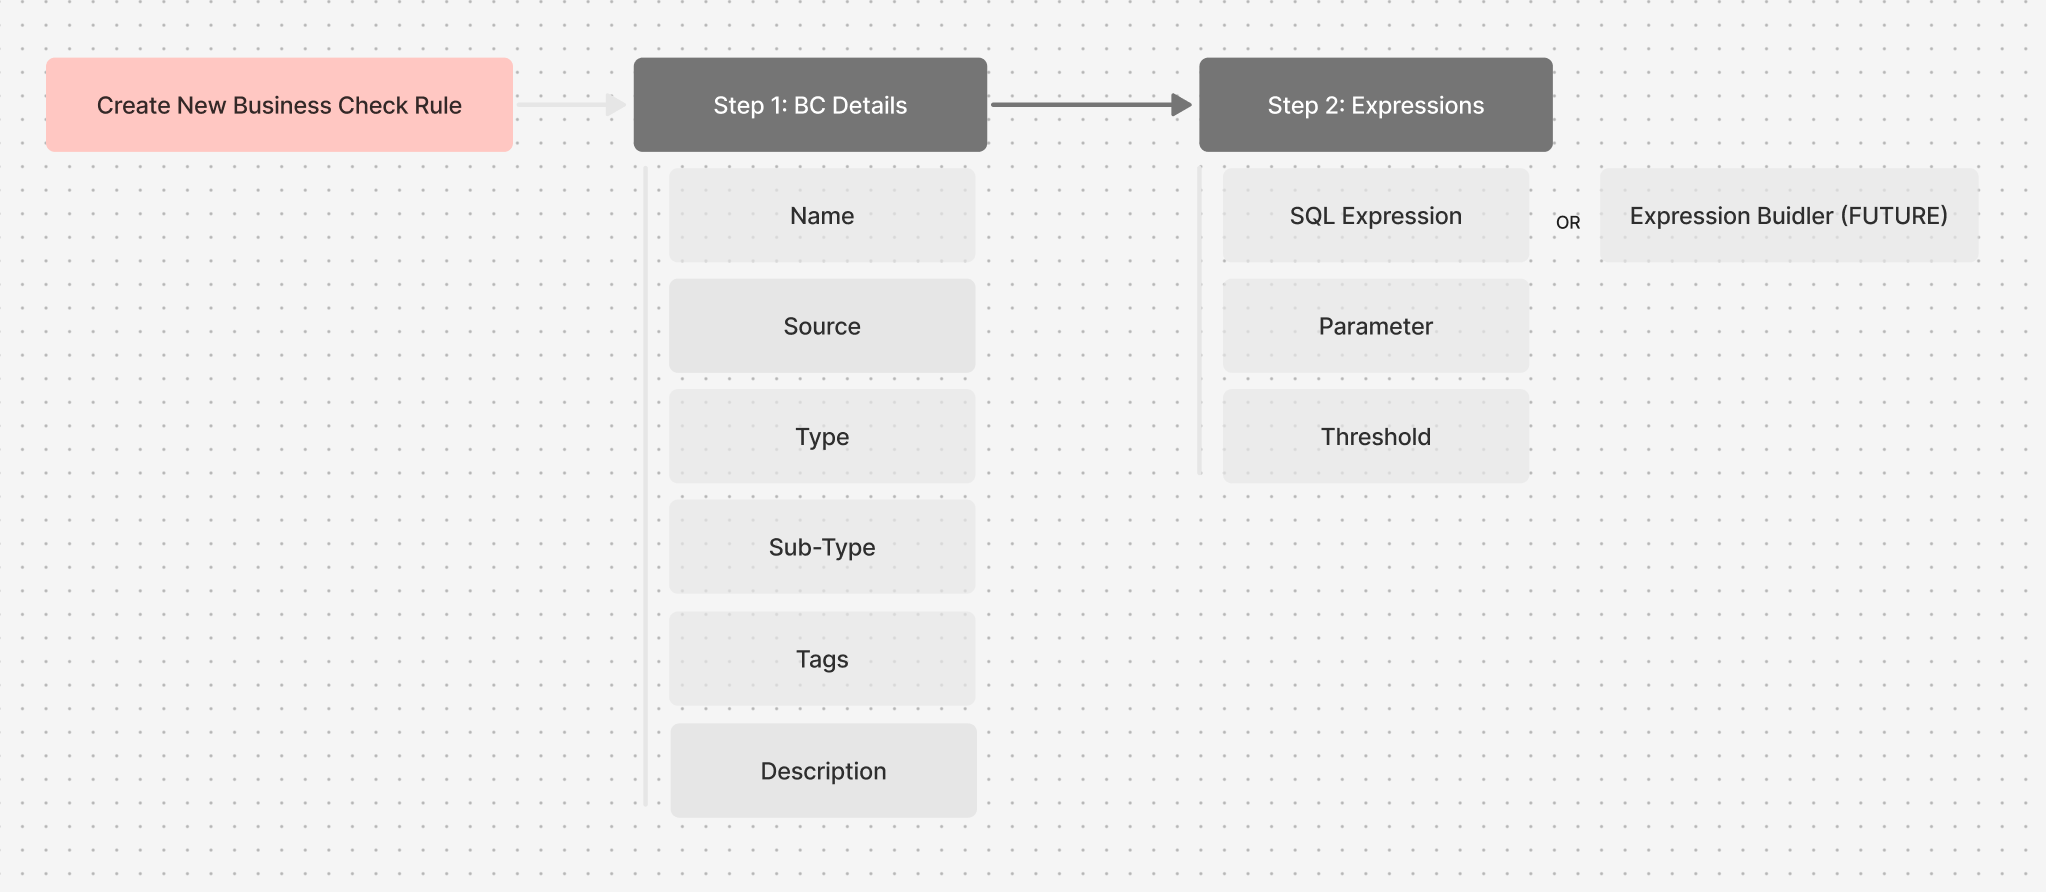 Create New Business Check Rule
Step 1: BC Details
Step 2: Expressions
Name
Source
Type
Sub-Type
Tags
Description
SQL Expression
OR
Expression Buidler (FUTURE)
Parameter
Threshold